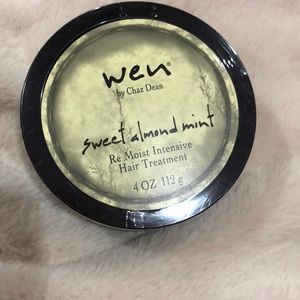 wen®
by Chaz Dean
sweet almond mint
Re Moist Intensive
Hair Treatment
4 OZ 112 g